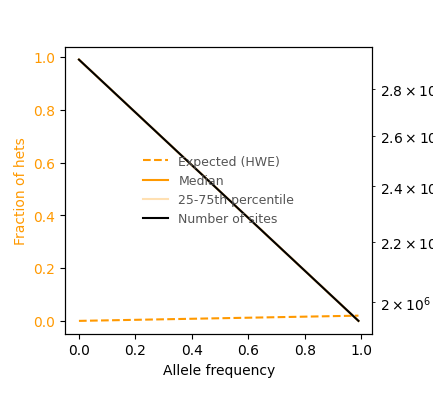 1.0
0.8
0.6
0.4
0.2
0.0
Fraction of hets
Expected (HWE)
Median
25-75th percentile
Number of sites
2.8 × 10
2.6 × 10
2.4 × 10
2.2 × 10
2 × 10⁶
0.0 0.2 0.4 0.6 0.8 1.0
Allele frequency